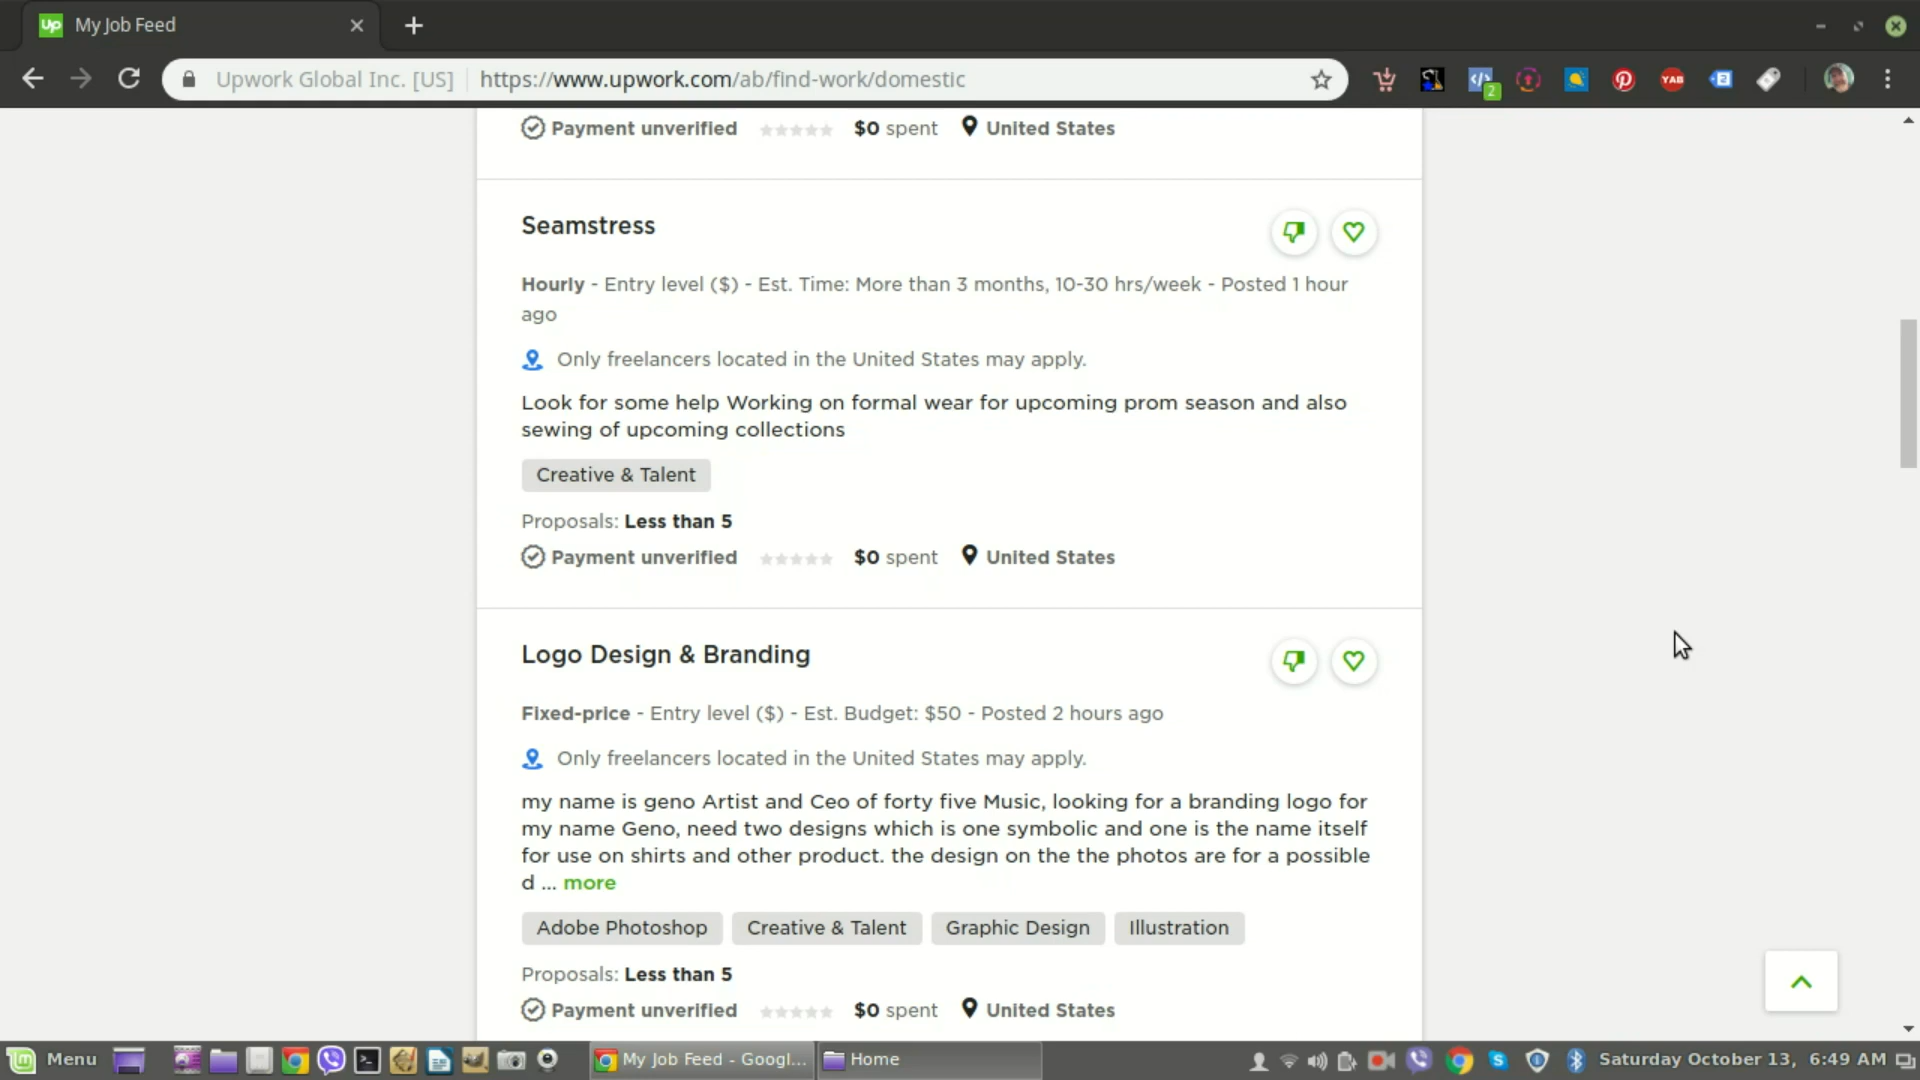 Up My Job Feed
Upwork Global Inc. [US] https://www.upwork.com/ab/find-work/domestic
2
YAB
Payment unverified $0 spent United States
Seamstress
Hourly - Entry level ($) - Est. Time: More than 3 months, 10-30 hrs/week - Posted 1 hour
ago
Only freelancers located in the United States may apply.
Look for some help Working on formal wear for upcoming prom season and also
sewing of upcoming collections
Creative & Talent
Proposals: Less than 5
Payment unverified $0 spent United States
Logo Design & Branding
Fixed-price - Entry level ($) - Est. Budget: $50 - Posted 2 hours ago
Only freelancers located in the United States may apply.
my name is geno Artist and Ceo of forty five Music, looking for a branding logo for
my name Geno, need two designs which is one symbolic and one is the name itself
for use on shirts and other product. the design on the the photos are for a possible
d ... more
Adobe Photoshop Creative & Talent Graphic Design Illustration
Proposals: Less than 5
Payment unverified $0 spent United States
Menu My Job Feed - Googl... Home Saturday October 13, 6:49 AM